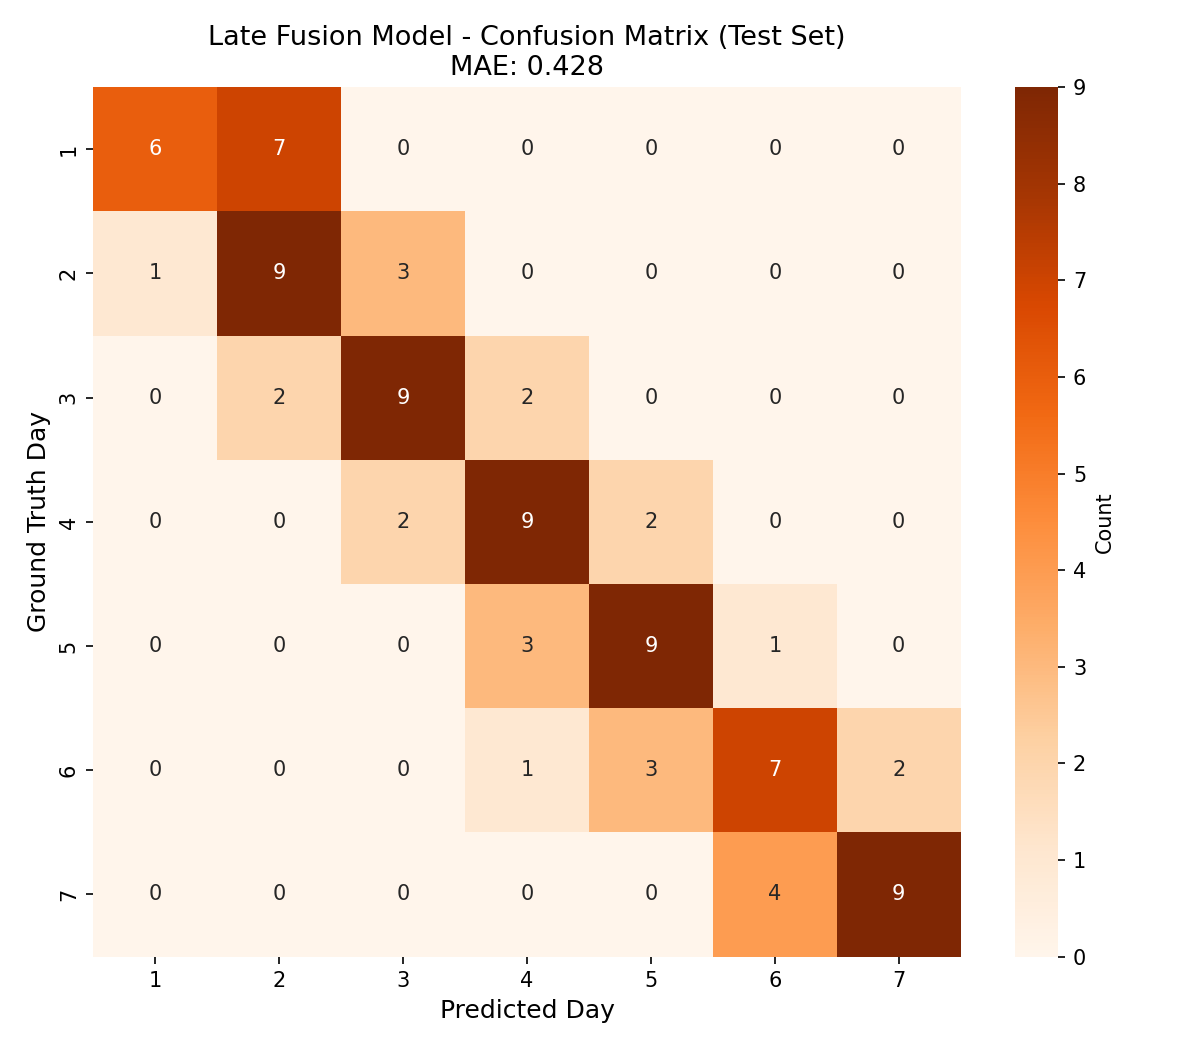 Late Fusion Model - Confusion Matrix (Test Set)
MAE: 0.428
Ground Truth Day
1 6 7 0 0 0 0 0
2 1 9 3 0 0 0 0
3 0 2 9 2 0 0 0
4 0 0 2 9 2 0 0
5 0 0 0 3 9 1 0
6 0 0 0 1 3 7 2
7 0 0 0 0 0 4 9
1 2 3 4 5 6 7
Predicted Day
9
8
7
6
5
4
3
2
1
0
Count